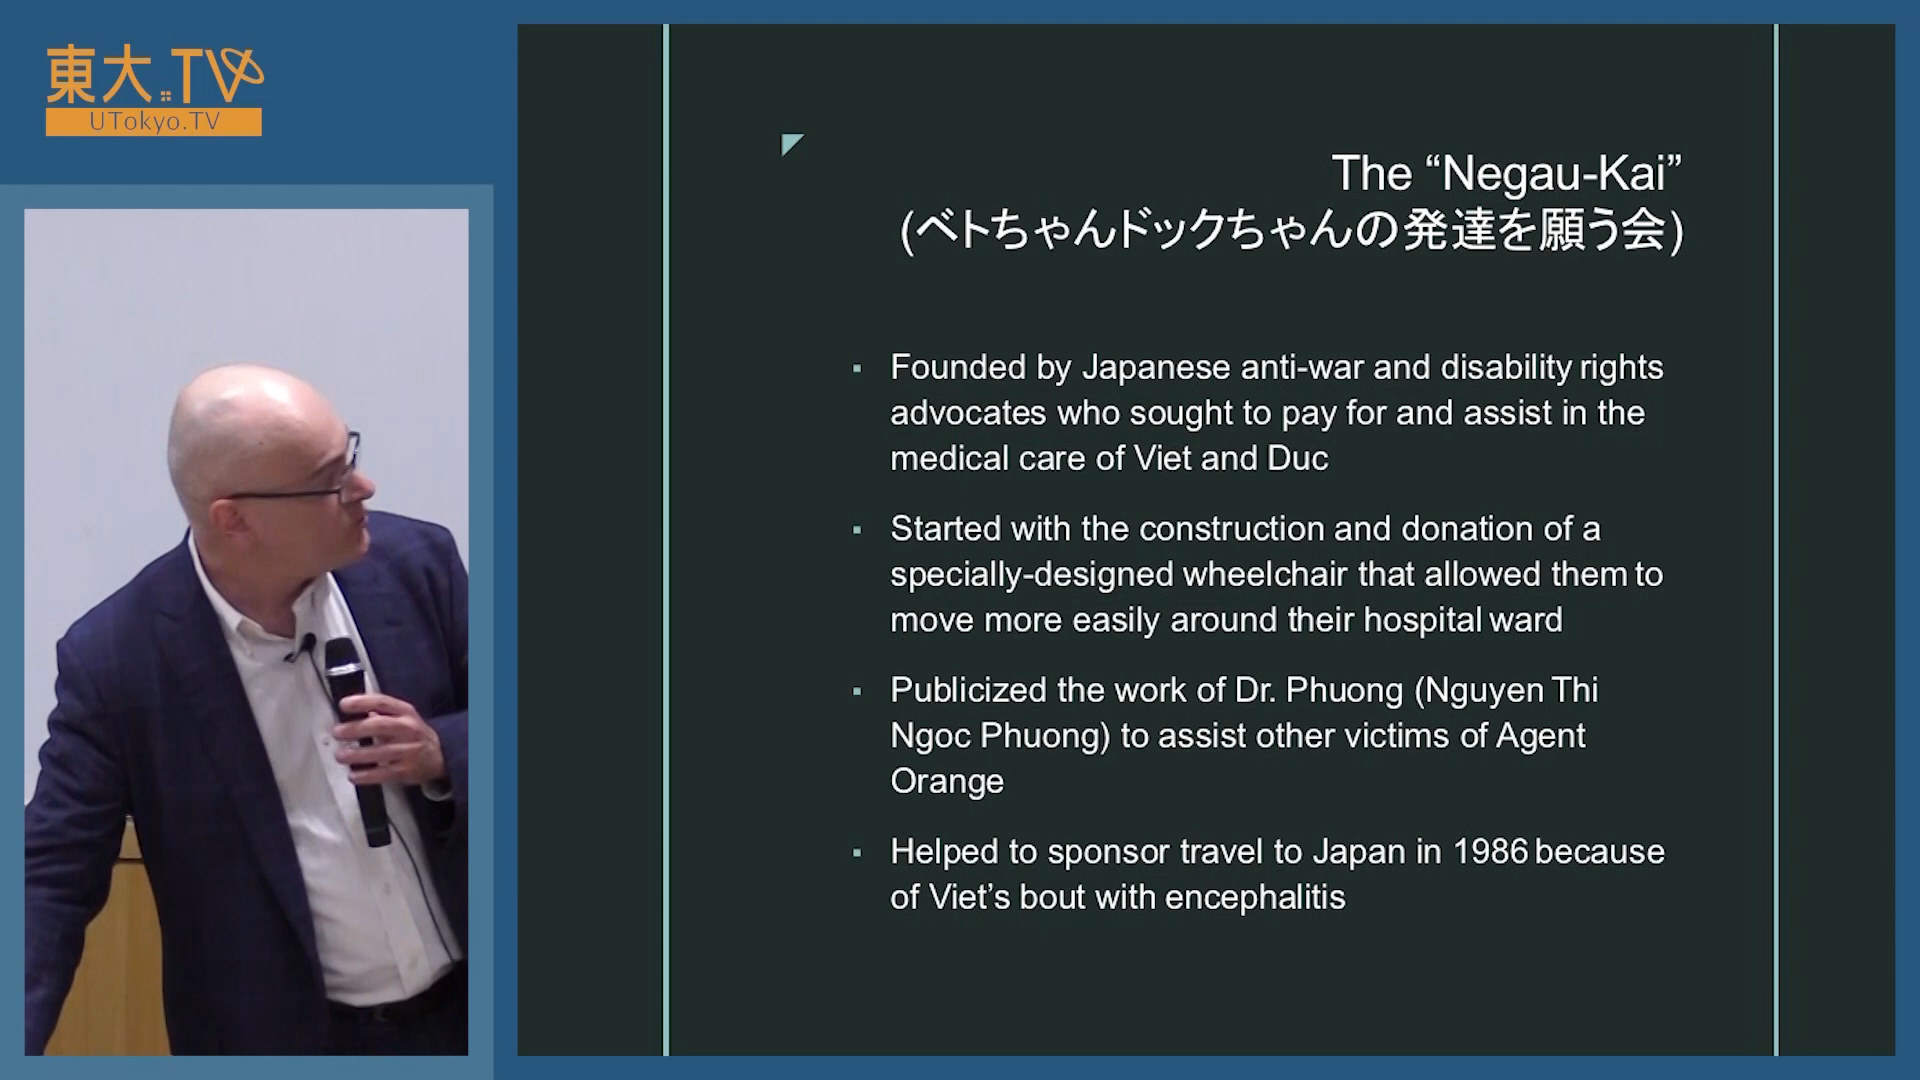 東大.TV
UTokyo.TV
The “Negau-Kai”
(ベトちゃんドックちゃんの発達を願う会)
▪ Founded by Japanese anti-war and disability rights
advocates who sought to pay for and assist in the
medical care of Viet and Duc
▪ Started with the construction and donation of a
specially-designed wheelchair that allowed them to
move more easily around their hospital ward
▪ Publicized the work of Dr. Phuong (Nguyen Thi
Ngoc Phuong) to assist other victims of Agent
Orange
▪ Helped to sponsor travel to Japan in 1986 because
of Viet’s bout with encephalitis